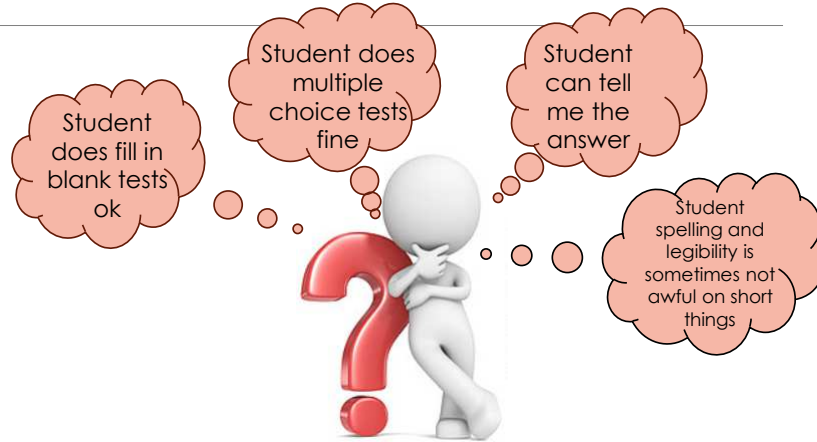 Student does
multiple
choice tests
fine
Student
can tell
me the
answer
Student
does fill in
blank tests
ok
Student
spelling and
legibility is
sometimes not
awful on short
things